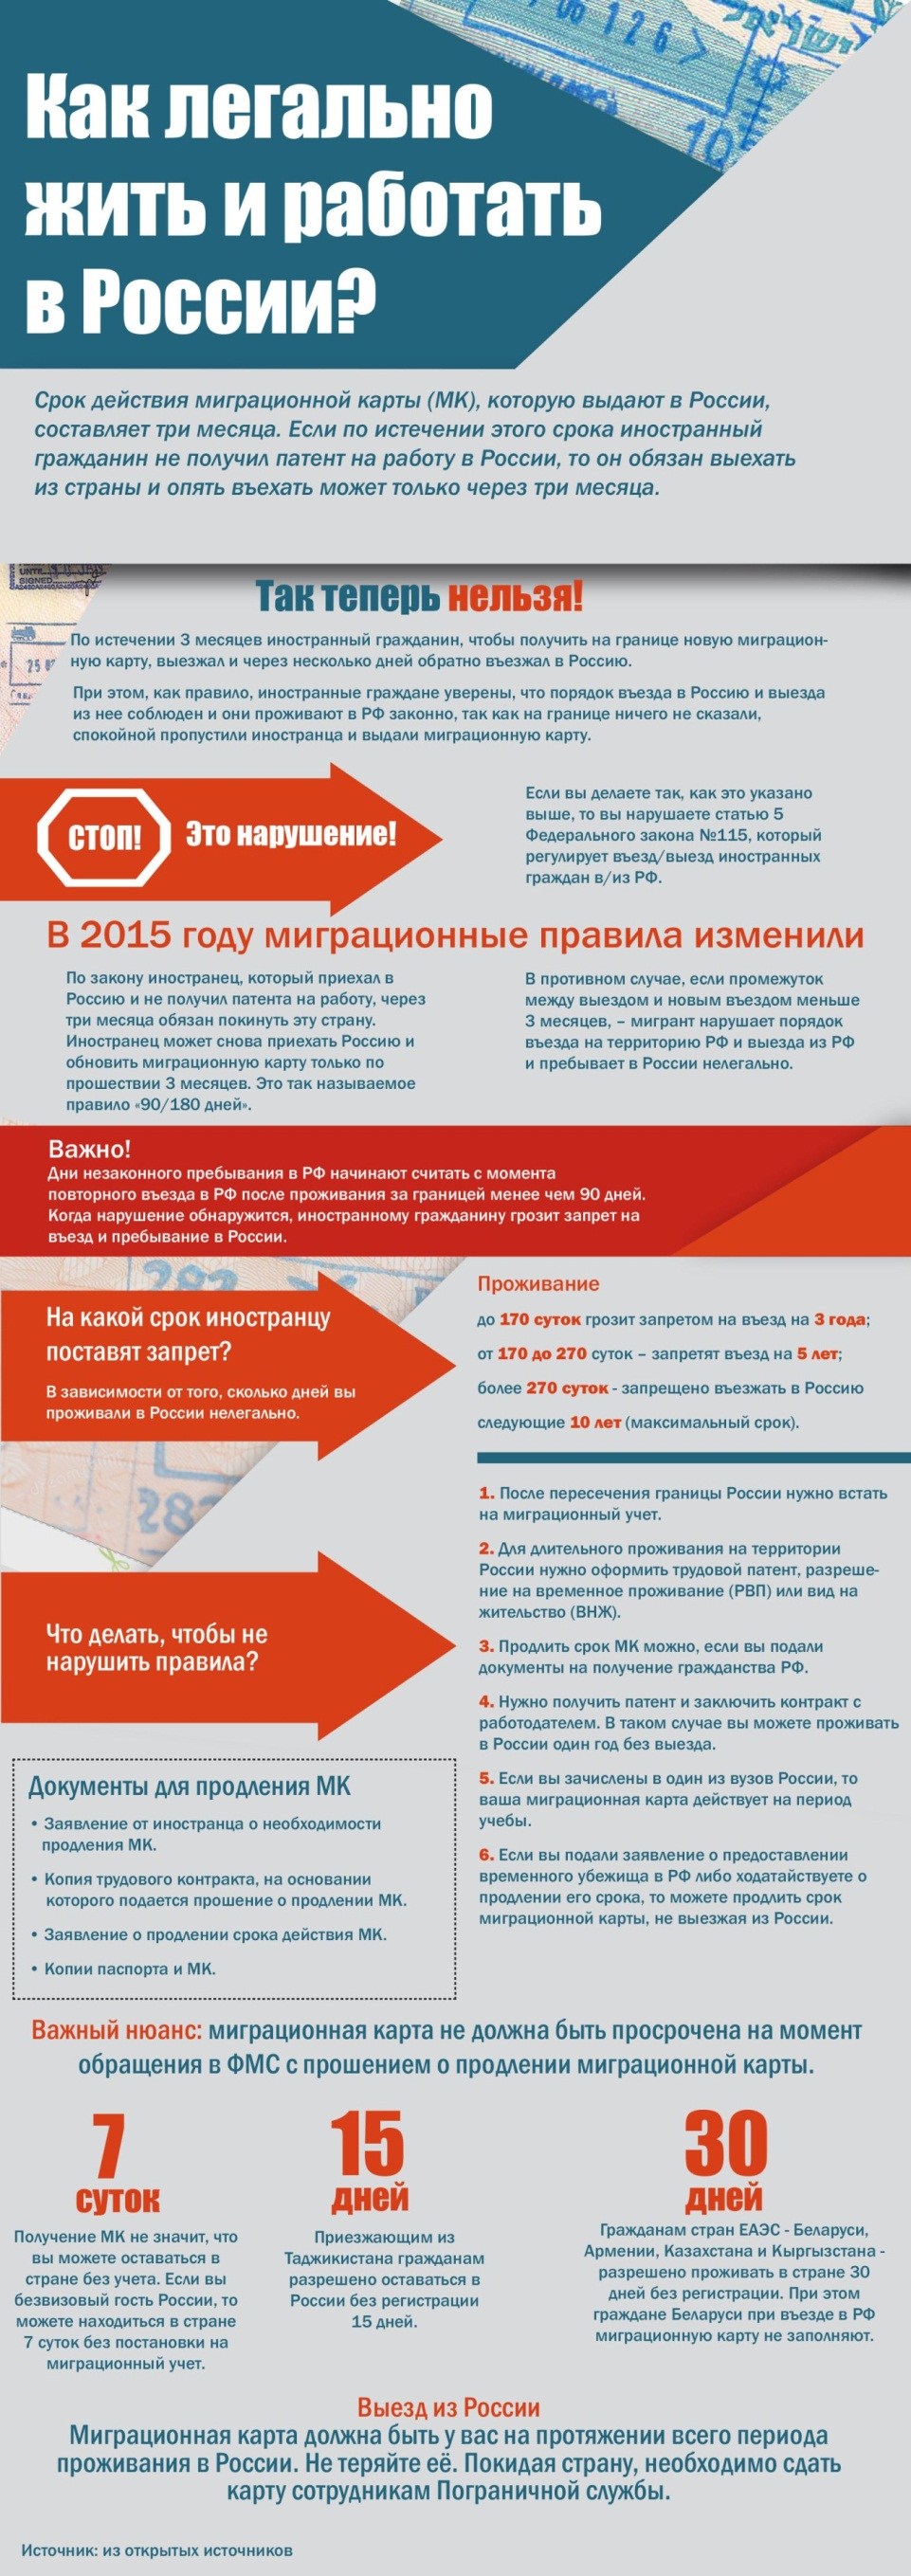 Как легально
жить и работать
в России?
Срок действия миграционной карты (МК), которую выдают в России,
составляет три месяца. Если по истечении этого срока иностранный
гражданин не получил патент на работу в России, то он обязан выехать
из страны и опять въехать может только через три месяца.
Так теперь нельзя!
По истечении 3 месяцев иностранный гражданин, чтобы получить на границе новую миграцион-
ную карту, выезжал и через несколько дней обратно въезжал в Россию.
При этом, как правило, иностранные граждане уверены, что порядок въезда в Россию и выезда
из нее соблюден и они проживают в РФ законно, так как на границе ничего не сказали,
спокойной пропустили иностранца и выдали миграционную карту.
СТОП! Это нарушение!
Если вы делаете так, как это указано
выше, то вы нарушаете статью 5
Федерального закона №115, который
регулирует въезд/выезд иностранных
граждан в/из РФ.
В 2015 году миграционные правила изменили
По закону иностранец, который приехал в
Россию и не получил патента на работу, через
три месяца обязан покинуть эту страну.
Иностранец может снова приехать Россию и
обновить миграционную карту только по
прошествии 3 месяцев. Это так называемое
правило «90/180 дней».
В противном случае, если промежуток
между выездом и новым въездом меньше
3 месяцев, – мигрант нарушает порядок
въезда на территорию РФ и выезда из РФ
и пребывает в России нелегально.
Важно!
Дни незаконного пребывания в РФ начинают считать с момента
повторного въезда в РФ после проживания за границей менее чем 90 дней.
Когда нарушение обнаружится, иностранному гражданину грозит запрет на
въезд и пребывание в России.
На какой срок иностранцу
поставят запрет?
В зависимости от того, сколько дней вы
проживали в России нелегально.
Проживание
до 170 суток грозит запретом на въезд на 3 года;
от 170 до 270 суток – запретят въезд на 5 лет;
более 270 суток - запрещено въезжать в Россию
следующие 10 лет (максимальный срок).
Что делать, чтобы не
нарушить правила?
1. После пересечения границы России нужно встать
на миграционный учет.
2. Для длительного проживания на территории
России нужно оформить трудовой патент, разреше-
ние на временное проживание (РВП) или вид на
жительство (ВНЖ).
3. Продлить срок МК можно, если вы подали
документы на получение гражданства РФ.
4. Нужно получить патент и заключить контракт с
работодателем. В таком случае вы можете проживать
в России один год без выезда.
5. Если вы зачислены в один из вузов России, то
ваша миграционная карта действует на период
учебы.
6. Если вы подали заявление о предоставлении
временного убежища в РФ либо ходатайствуете о
продлении его срока, то можете продлить срок
миграционной карты, не выезжая из России.
Документы для продления МК
• Заявление от иностранца о необходимости
продления МК.
• Копия трудового контракта, на основании
которого подается прошение о продлении МК.
• Заявление о продлении срока действия МК.
• Копии паспорта и МК.
Важный нюанс: миграционная карта не должна быть просрочена на момент
обращения в ФМС с прошением о продлении миграционной карты.
7
суток
Получение МК не значит, что
вы можете оставаться в
стране без учета. Если вы
безвизовый гость России, то
можете находиться в стране
7 суток без постановки на
миграционный учет.
15
дней
Приезжающим из
Таджикистана гражданам
разрешено оставаться в
России без регистрации
15 дней.
30
дней
Гражданам стран ЕАЭС - Беларуси,
Армении, Казахстана и Кыргызстана -
разрешено проживать в стране 30
дней без регистрации. При этом
граждане Беларуси при въезде в РФ
миграционную карту не заполняют.
Выезд из России
Миграционная карта должна быть у вас на протяжении всего периода
проживания в России. Не теряйте её. Покидая страну, необходимо сдать
карту сотрудникам Пограничной службы.
Источник: из открытых источников